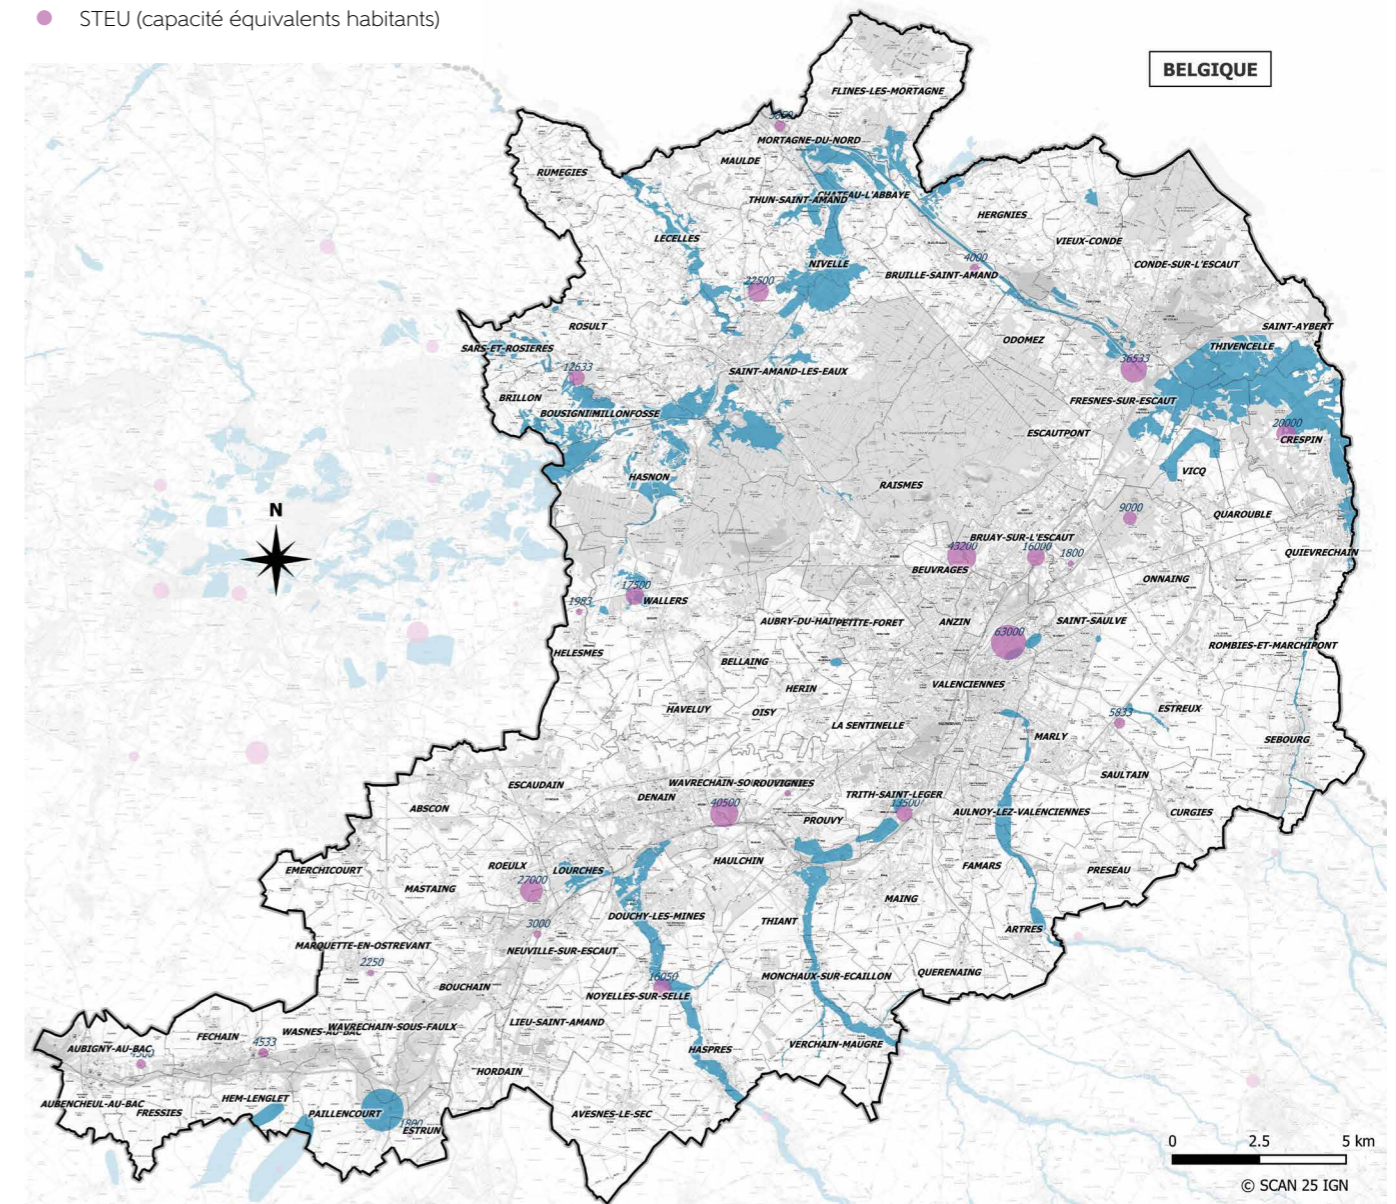 STEU (capacité équivalents habitants)
BELGIQUE
FLINES-LES-MORTAGNE
MORTAGNE-DU-NORD
MAULDE
RUMEGIES
CHATEAU-L'ABBAYE
THUN-SAINT-AMAND
HERGNIES
LECELLES
VIEUX-CONDE
NIVELLE
4000
CONDE-SUR-L'ESCAUT
BRUILLE-SAINT-AMAND
22500
ROSULT
SAINT-AYBERT
ODOMEZ
THIVENCELLE
SARS-ET-ROSIERES
36533
12633
SAINT-AMAND-LES-EAUX
BRILLON
FRESNES-SUR-ESCAUT
BOUSIGNI
MILLONFOSSE
20000
ESCAUTPONT
CRESPIN
HASNON
VICQ
RAISMES
N
9000
QUAROUBLE
BRUAY-SUR-L'ESCAUT
43200
16000
1800
QUIEVRECHAIN
BEUVRAGES
ONNAING
17500
1983
WALLERS
AUBRY-DU-HAI
PETITE-FORET
ANZIN
SAINT-SAULVE
63000
ROMBIES-ET-MARCHIPONT
HELESMES
BELLAING
HERIN
VALENCIENNES
HAVELUY
OISY
ESTREUX
5833
LA SENTINELLE
MARLY
SEBOURG
SAULTAIN
ESCAUDAIN
WAVRECHAIN-SO
ROUVIGNIES
DENAIN
TRITH-SAINT-LEGER
40500
13500
ABSCON
AULNOY-LEZ-VALENCIENNES
CURGIES
PROUVY
HAULCHIN
ROEULX
FAMARS
EMERCHICOURT
LOURCHES
PRESEAU
27000
MASTAING
MAING
DOUCHY-LES-MINES
THIANT
3000
ARTRES
MARQUETTE-EN-OSTREVANT
NEUVILLE-SUR-ESCAUT
2250
QUERENAING
16050
MONCHAUX-SUR-ECAILLON
BOUCHAIN
NOYELLES-SUR-SELLE
LIEU-SAINT-AMAND
WAVRECHAIN-SOUS-FAULX
WASNES-AU-BAC
FECHAIN
4533
AUBIGNY-AU-BAC
4500
VERCHAIN-MAUGRE
HASPRES
HORDAIN
HEM-LENGLET
AUBENCHEUL-AU-BAC
FRESSIES
PAILLENCOURT
AVESNES-LE-SEC
1800
ESTRUN
0 2.5 5 km
© SCAN 25 IGN